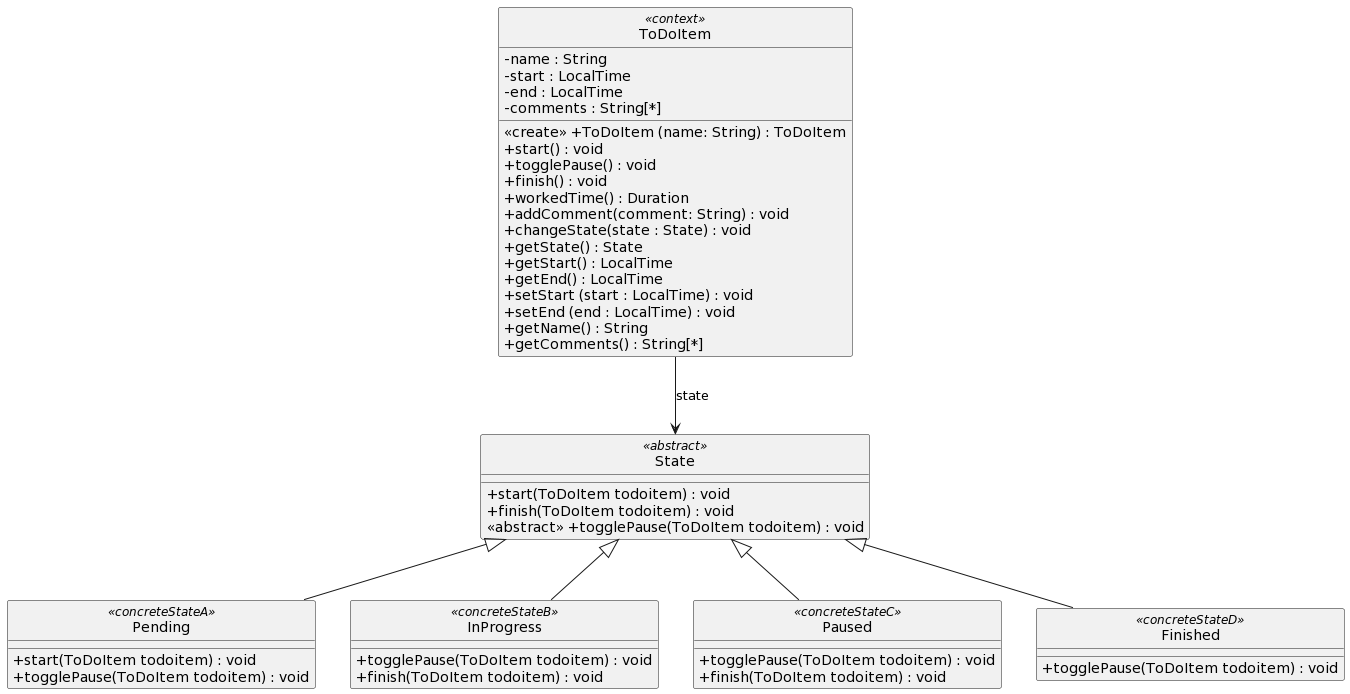 «context»
ToDoItem
-name : String
-start : LocalTime
-end : LocalTime
-comments : String[*]
«create» +ToDoItem (name: String) : ToDoItem
+start() : void
+togglePause() : void
+finish() : void
+workedTime() : Duration
+addComment(comment: String) : void
+changeState(state : State) : void
+getState() : State
+getStart() : LocalTime
+getEnd() : LocalTime
+setStart (start : LocalTime) : void
+setEnd (end : LocalTime) : void
+getName() : String
+getComments() : String[*]
state
«abstract»
State
+start(ToDoItem todoitem) : void
+finish(ToDoItem todoitem) : void
«abstract» +togglePause(ToDoItem todoitem) : void
«concreteStateA»
Pending
+start(ToDoItem todoitem) : void
+togglePause(ToDoItem todoitem) : void
«concreteStateB»
InProgress
+togglePause(ToDoItem todoitem) : void
+finish(ToDoItem todoitem) : void
«concreteStateC»
Paused
+togglePause(ToDoItem todoitem) : void
+finish(ToDoItem todoitem) : void
«concreteStateD»
Finished
+togglePause(ToDoItem todoitem) : void